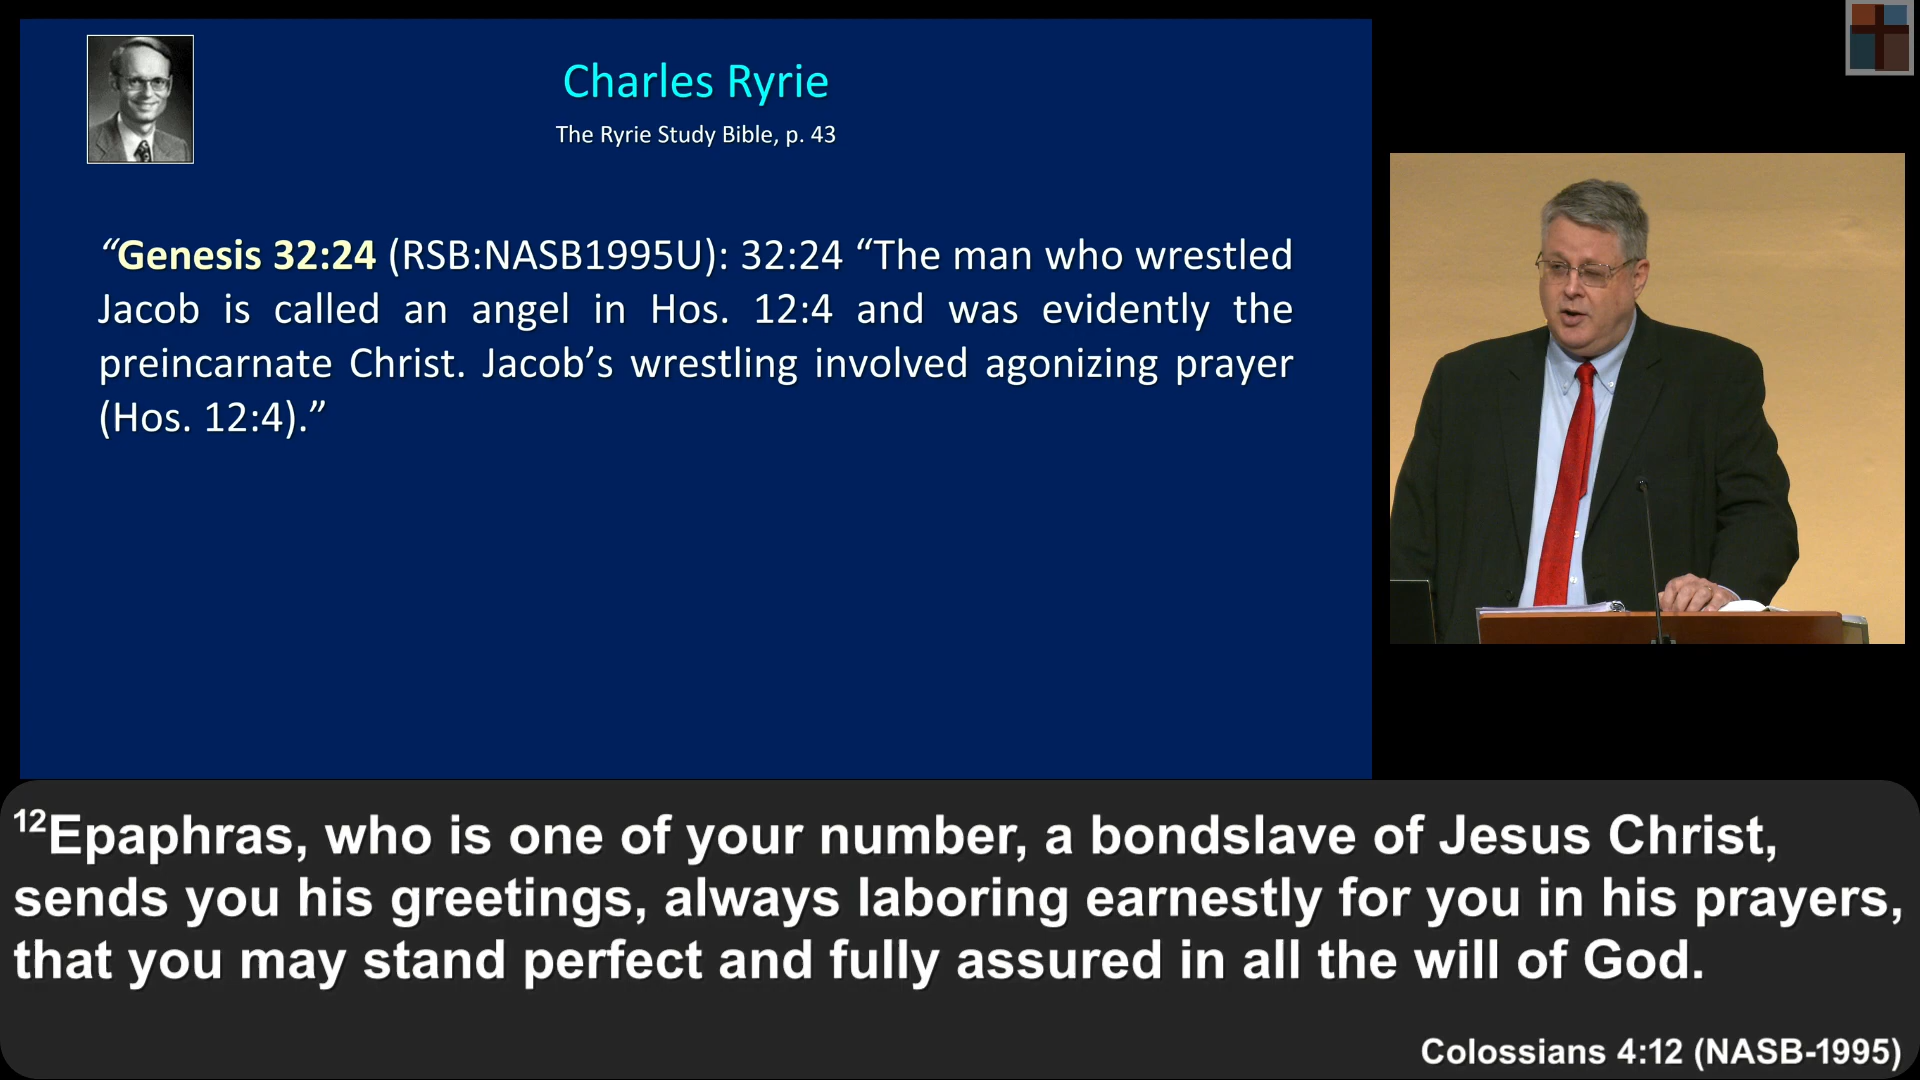 Charles Ryrie
The Ryrie Study Bible, p. 43
“Genesis 32:24 (RSB:NASB1995U): 32:24 “The man who wrestled
Jacob is called an angel in Hos. 12:4 and was evidently the
preincarnate Christ. Jacob’s wrestling involved agonizing prayer
(Hos. 12:4).”
12Epaphras, who is one of your number, a bondslave of Jesus Christ,
sends you his greetings, always laboring earnestly for you in his prayers,
that you may stand perfect and fully assured in all the will of God.
Colossians 4:12 (NASB-1995)